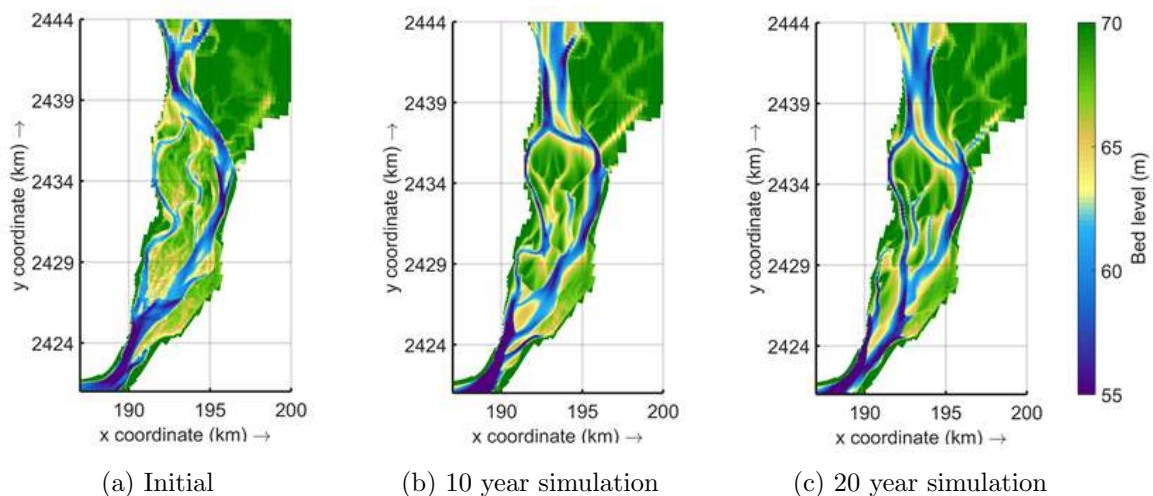 2444
2439
2434
2429
2424
190 195 200
x coordinate (km) →
y coordinate (km) →
(a) Initial
2444
2439
2434
2429
2424
190 195 200
x coordinate (km) →
y coordinate (km) →
(b) 10 year simulation
2444
2439
2434
2429
2424
190 195 200
x coordinate (km) →
y coordinate (km) →
(c) 20 year simulation
70
65
60
55
Bed level (m)